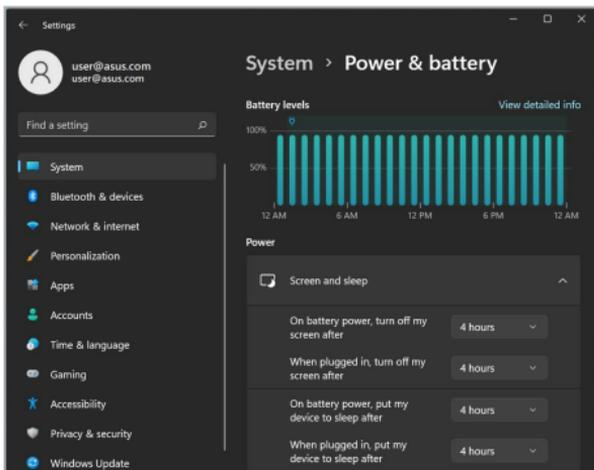 Settings
user@asus.com
user@asus.com
Find a setting
System
Bluetooth & devices
Network & internet
Personalization
Apps
Accounts
Time & language
Gaming
Accessibility
Privacy & security
Windows Update
System > Power & battery
Battery levels
View detailed info
100%
50%
12 AM 6 AM 12 PM 6 PM 12 AM
Power
Screen and sleep
On battery power, turn off my
screen after
4 hours
When plugged in, turn off my
screen after
4 hours
On battery power, put my
device to sleep after
4 hours
When plugged in, put my
device to sleep after
4 hours